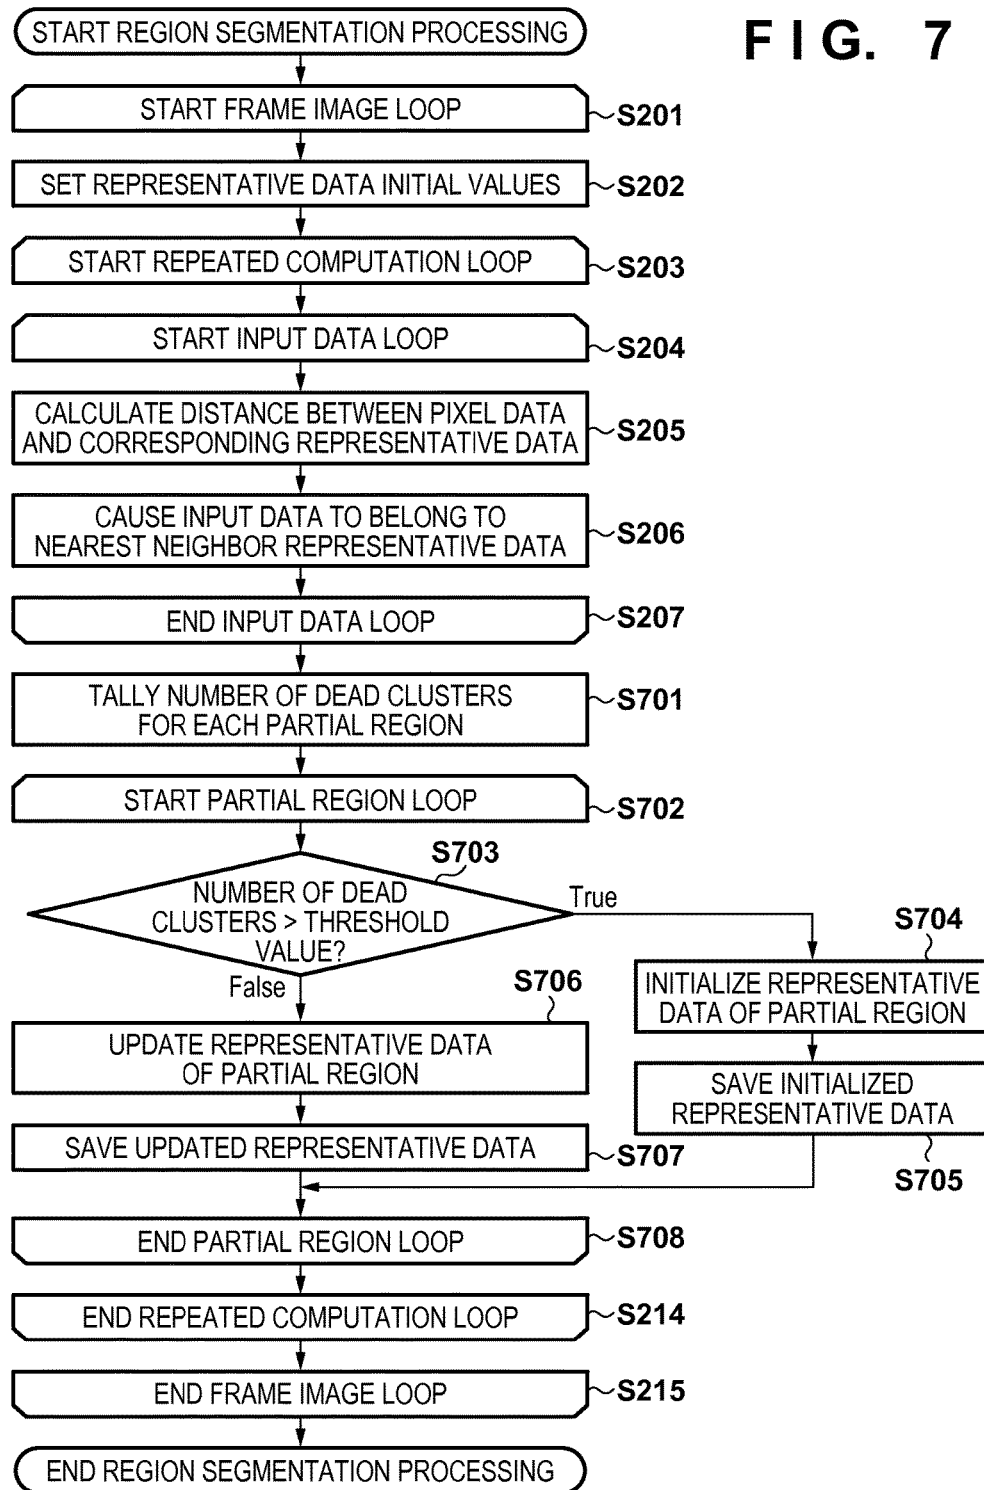 START REGION SEGMENTATION PROCESSING
F I G. 7
START FRAME IMAGE LOOP
S201
SET REPRESENTATIVE DATA INITIAL VALUES
S202
START REPEATED COMPUTATION LOOP
S203
START INPUT DATA LOOP
S204
CALCULATE DISTANCE BETWEEN PIXEL DATA
AND CORRESPONDING REPRESENTATIVE DATA
S205
CAUSE INPUT DATA TO BELONG TO
NEAREST NEIGHBOR REPRESENTATIVE DATA
S206
END INPUT DATA LOOP
S207
TALLY NUMBER OF DEAD CLUSTERS
FOR EACH PARTIAL REGION
S701
START PARTIAL REGION LOOP
S702
S703
NUMBER OF DEAD
CLUSTERS > THRESHOLD
VALUE?
True
False
S704
INITIALIZE REPRESENTATIVE
DATA OF PARTIAL REGION
S706
UPDATE REPRESENTATIVE DATA
OF PARTIAL REGION
SAVE INITIALIZED
REPRESENTATIVE DATA
S705
SAVE UPDATED REPRESENTATIVE DATA
S707
END PARTIAL REGION LOOP
S708
END REPEATED COMPUTATION LOOP
S214
END FRAME IMAGE LOOP
S215
END REGION SEGMENTATION PROCESSING